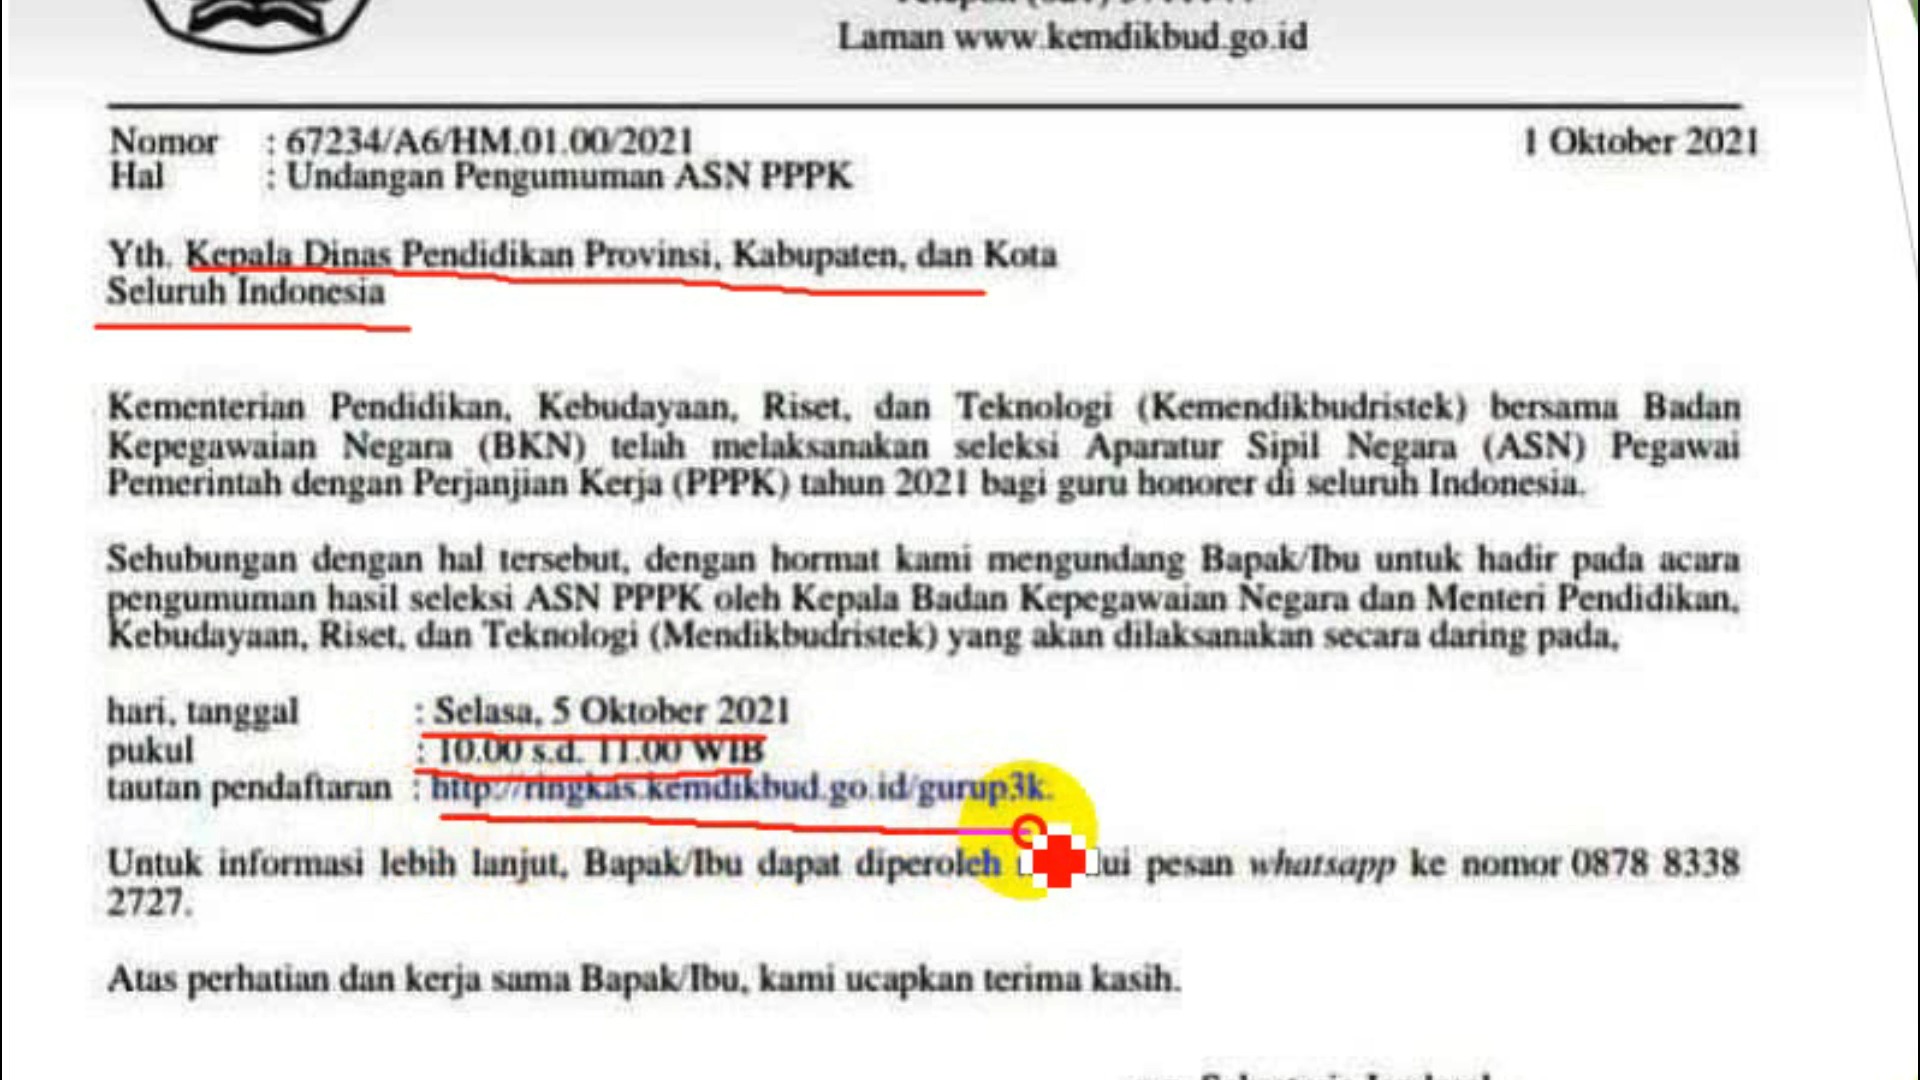 Laman www.kemdikbud.go.id
Nomor : 67234/A6/HM.01.00/2021 1 Oktober 2021
Hal : Undangan Pengumuman ASN PPPK
Yth. Kepala Dinas Pendidikan Provinsi, Kabupaten, dan Kota
Seluruh Indonesia
Kementerian Pendidikan, Kebudayaan, Riset, dan Teknologi (Kemendikbudristek) bersama Badan
Kepegawaian Negara (BKN) telah melaksanakan seleksi Aparatur Sipil Negara (ASN) Pegawai
Pemerintah dengan Perjanjian Kerja (PPPK) tahun 2021 bagi guru honorer di seluruh Indonesia.
Sehubungan dengan hal tersebut, dengan hormat kami mengundang Bapak/Ibu untuk hadir pada acara
pengumuman hasil seleksi ASN PPPK oleh Kepala Badan Kepegawaian Negara dan Menteri Pendidikan,
Kebudayaan, Riset, dan Teknologi (Mendikbudristek) yang akan dilaksanakan secara daring pada,
hari, tanggal : Selasa, 5 Oktober 2021
pukul : 10.00 s.d. 11.00 WIB
tautan pendaftaran : http://ringkas.kemdikbud.go.id/gurup3k.
Untuk informasi lebih lanjut, Bapak/Ibu dapat diperoleh pesan whatsapp ke nomor 0878 8338
2727.
Atas perhatian dan kerja sama Bapak/Ibu, kami ucapkan terima kasih.